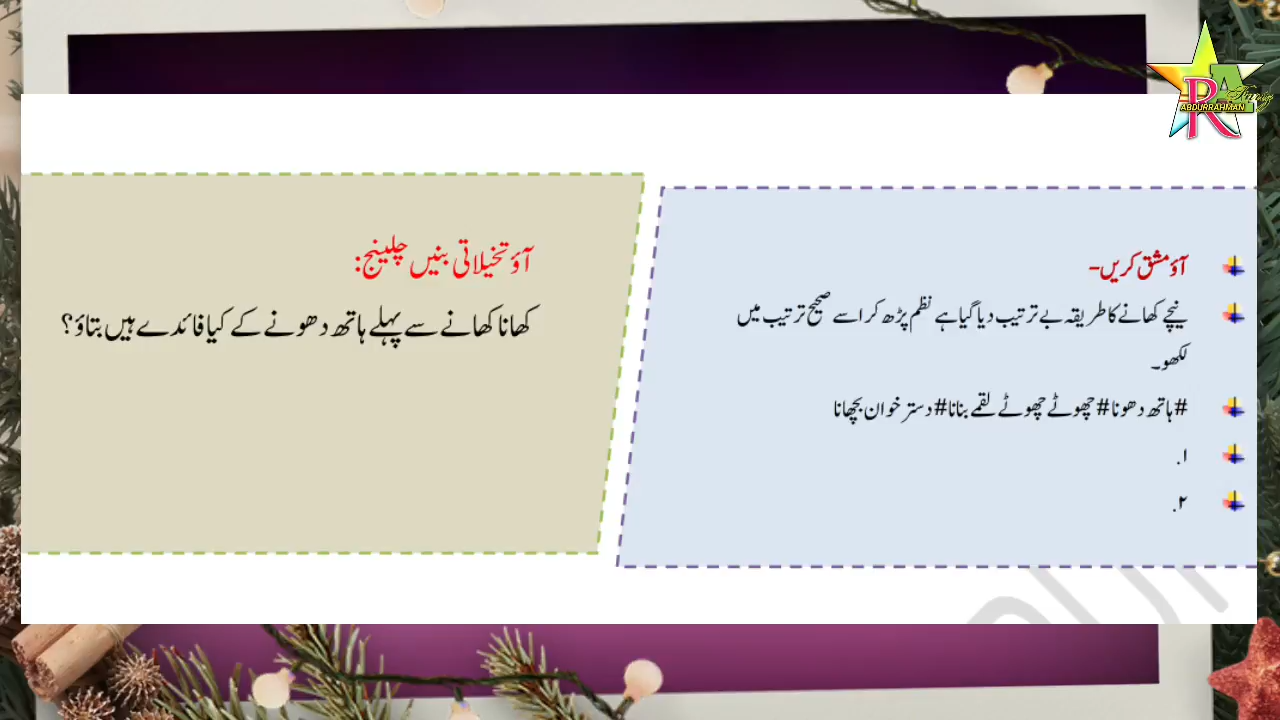 آؤ مشق کریں-
نیچے کھانے کا طریقہ بے ترتیب دیا گیا ہے نظم پڑھ کر اسے صحیح ترتیب میں
لکھو۔
#ہاتھ دھونا #چھوٹے چھوٹے لقمے بنانا #دستر خوان بچھانا
۱.
۲.
آؤ تخیلاتی بنیں چلینج:
کھانا کھانے سے پہلے ہاتھ دھونے کے کیا فائدے ہیں بتاؤ؟
R A
ABDURRAHMAN